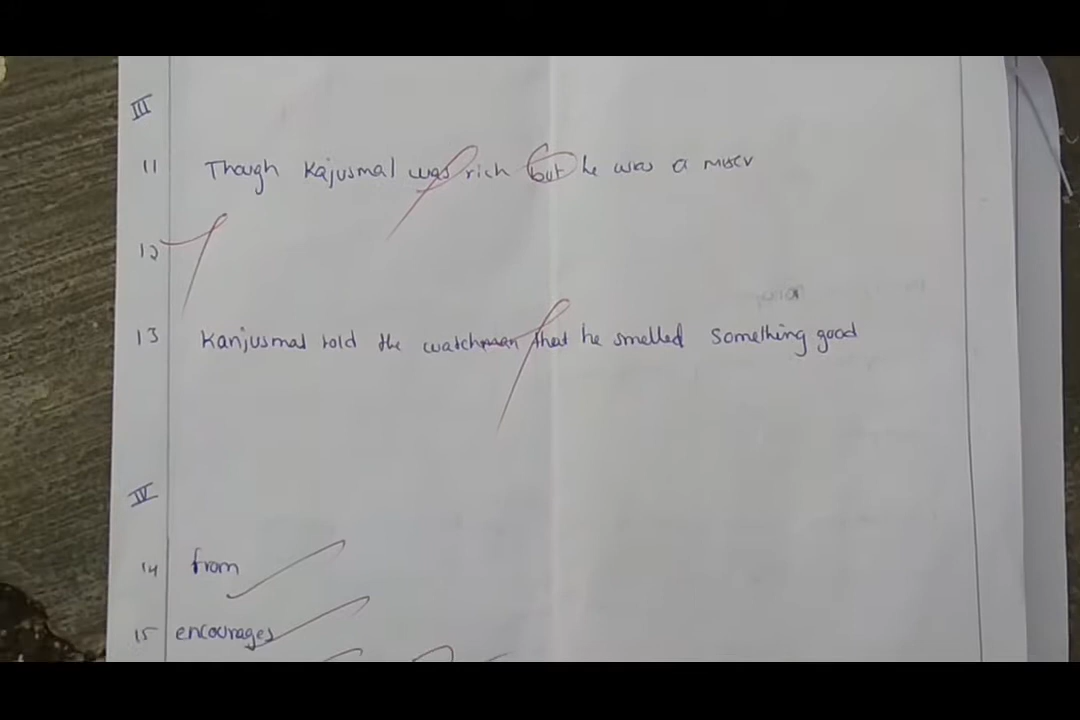 III
11 Though Kajusmal was rich but he was a miser
12
13 Kanjusmal told the watchman that he smelled something good
IV
14 from
15 encourages